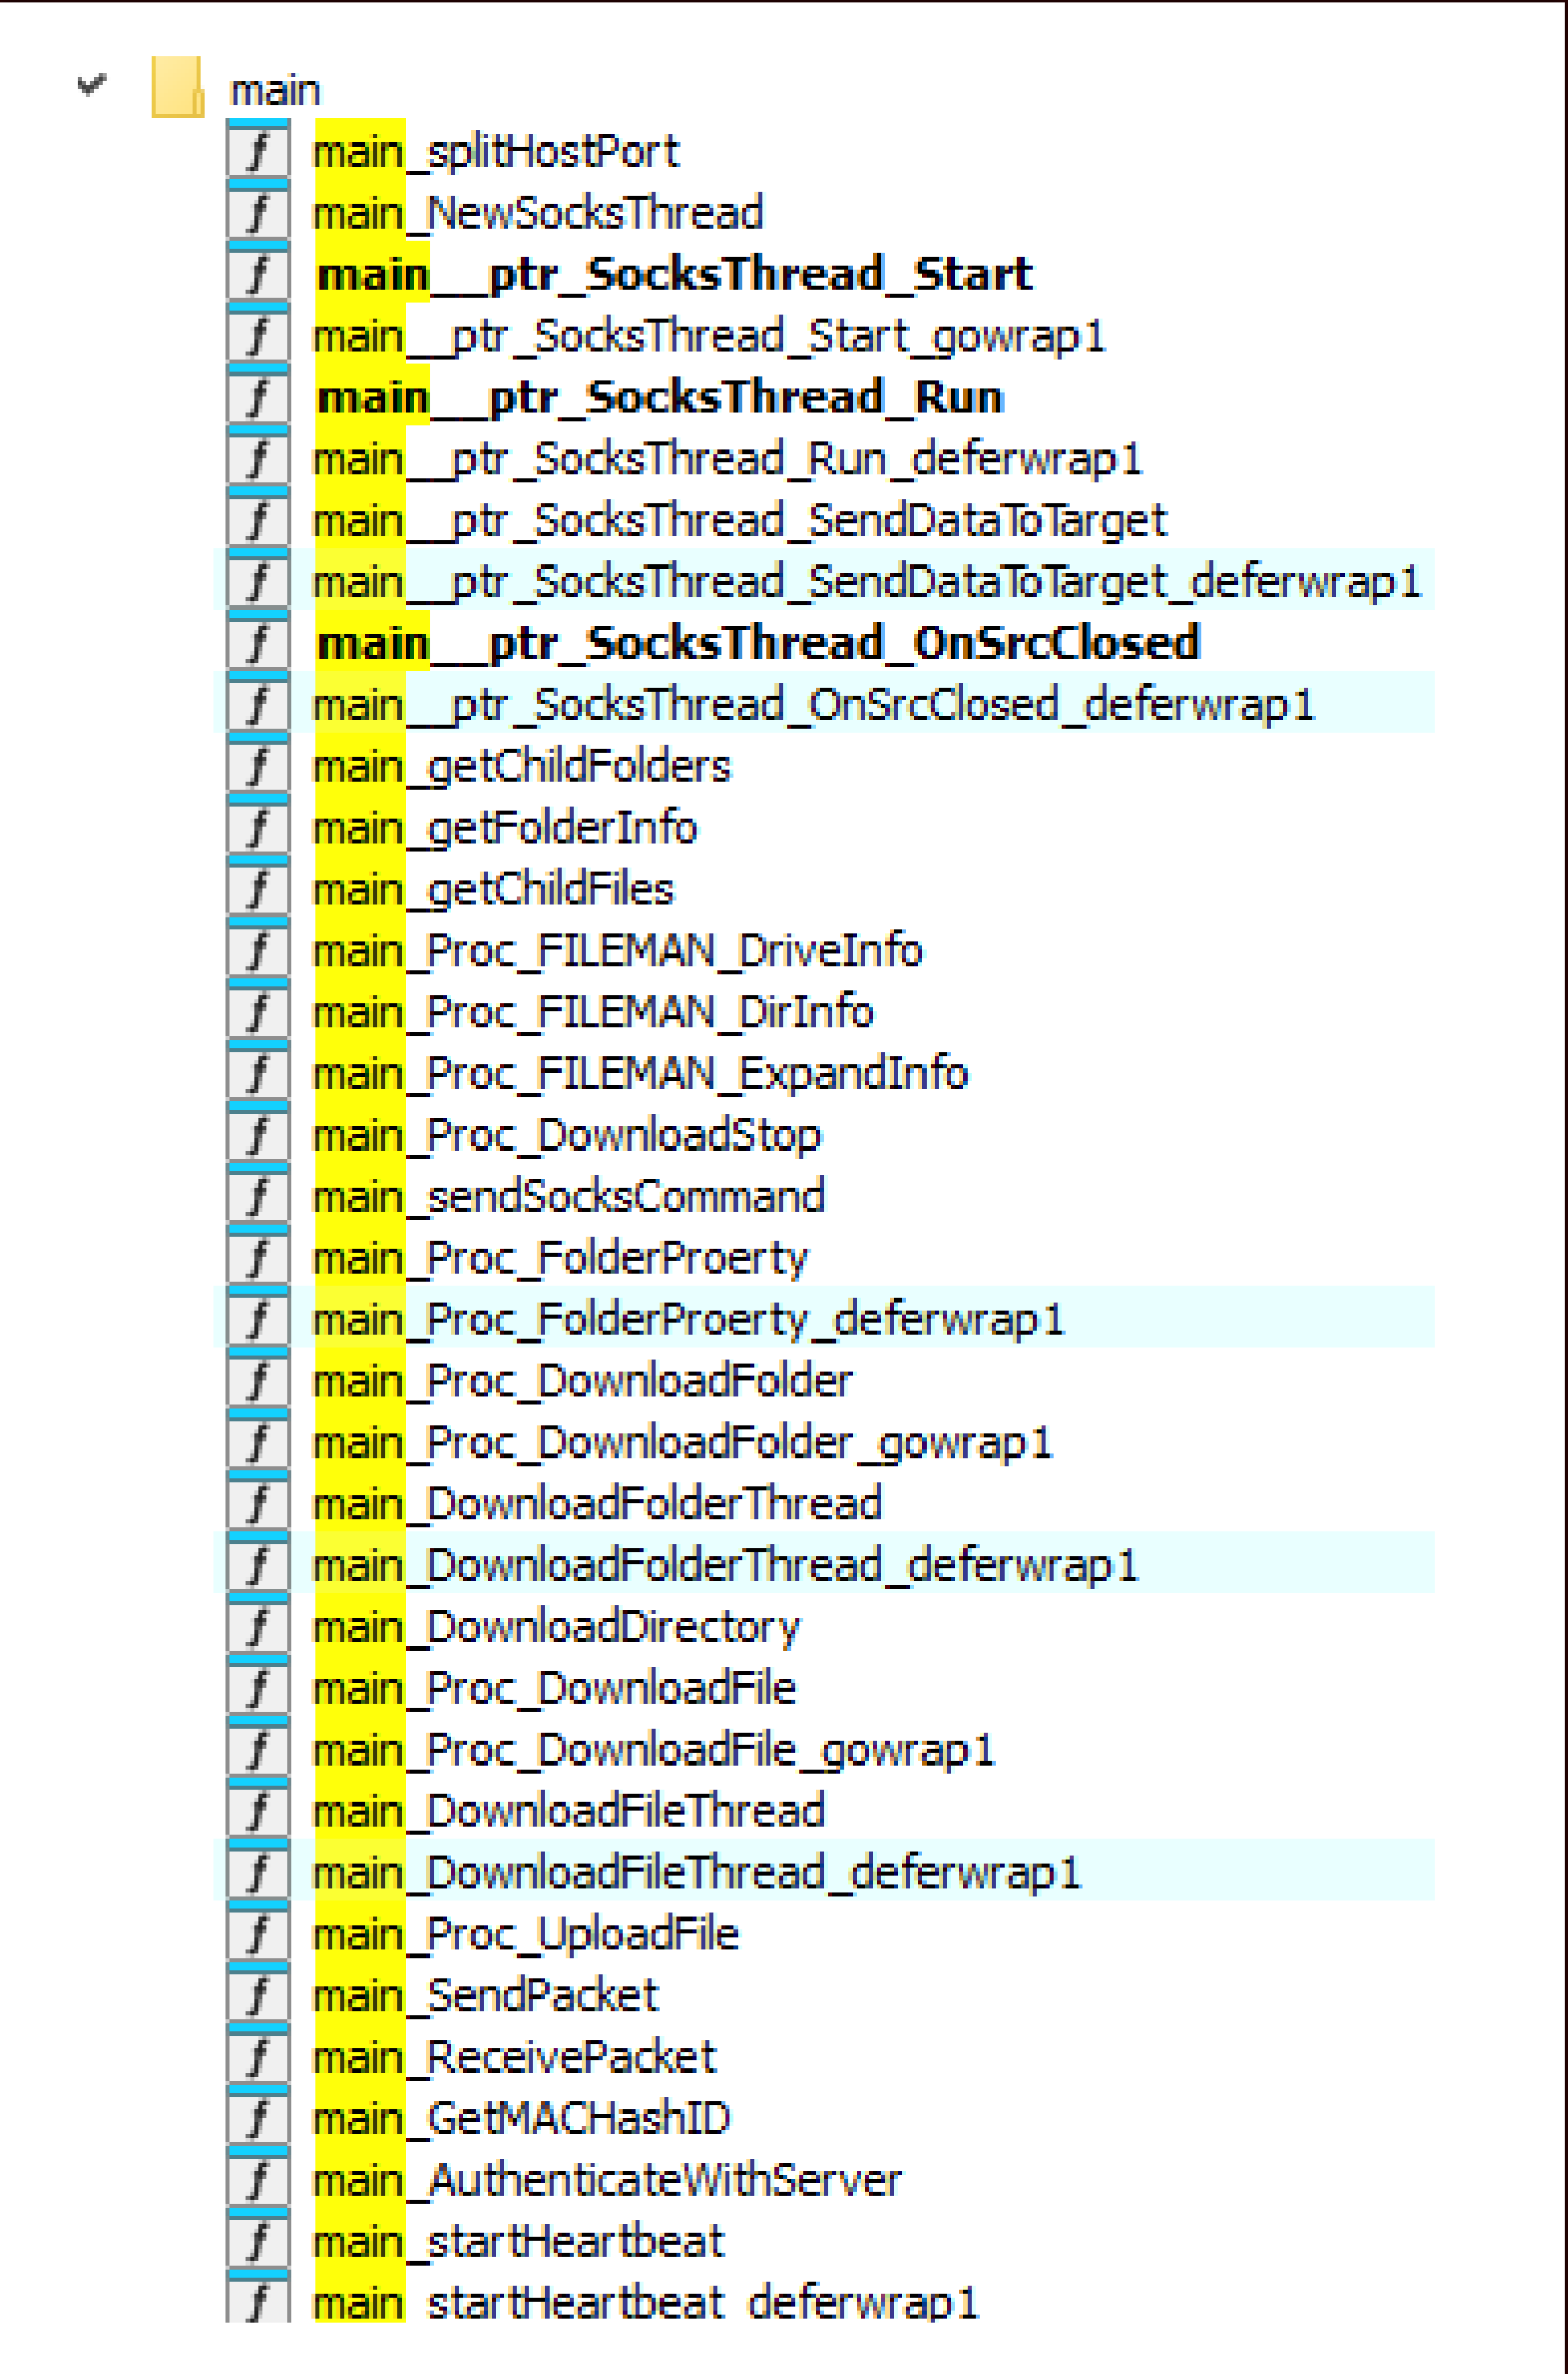 main
main_splitHostPort
main_NewSocksThread
main__ptr_SocksThread_Start
main__ptr_SocksThread_Start_gowrap1
main__ptr_SocksThread_Run
main__ptr_SocksThread_Run_deferwrap1
main__ptr_SocksThread_SendDataToTarget
main__ptr_SocksThread_SendDataToTarget_deferwrap1
main__ptr_SocksThread_OnSrcClosed
main__ptr_SocksThread_OnSrcClosed_deferwrap1
main_getChildFolders
main_getFolderInfo
main_getChildFiles
main_Proc_FILEMAN_DriveInfo
main_Proc_FILEMAN_DirInfo
main_Proc_FILEMAN_ExpandInfo
main_Proc_DownloadStop
main_sendSocksCommand
main_Proc_FolderProerty
main_Proc_FolderProerty_deferwrap1
main_Proc_DownloadFolder
main_Proc_DownloadFolder_gowrap1
main_DownloadFolderThread
main_DownloadFolderThread_deferwrap1
main_DownloadDirectory
main_Proc_DownloadFile
main_Proc_DownloadFile_gowrap1
main_DownloadFileThread
main_DownloadFileThread_deferwrap1
main_Proc_UploadFile
main_SendPacket
main_ReceivePacket
main_GetMACHashID
main_AuthenticateWithServer
main_startHeartbeat
main_startHeartbeat_deferwrap1